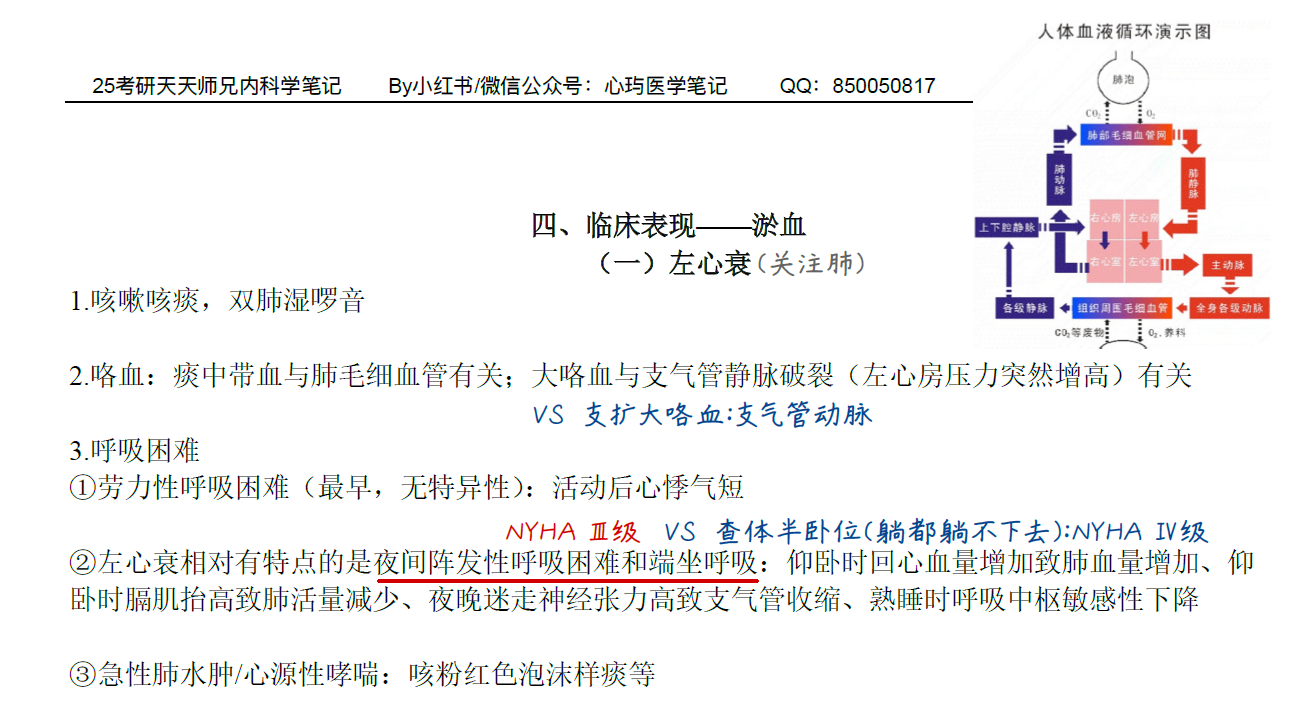 人体血液循环演示图
25考研天天师兄内科学笔记 By小红书/微信公众号：心玙医学笔记 QQ：850050817
肺泡
CO₂ O₂
肺部毛细血管网
肺动脉
肺静脉
右心房 左心房
上下腔静脉
右心室 左心室
主动脉
各级静脉 组织周围毛细血管 全身各级动脉
CO₂等废物 O₂.养料
四、临床表现——淤血
（一）左心衰(关注肺)
1.咳嗽咳痰，双肺湿啰音
2.咯血：痰中带血与肺毛细血管有关；大咯血与支气管静脉破裂（左心房压力突然增高）有关
VS 支扩大咯血:支气管动脉
3.呼吸困难
①劳力性呼吸困难（最早，无特异性）：活动后心悸气短
NYHA Ⅲ级 VS 查体半卧位(躺都躺不下去):NYHA Ⅳ级
②左心衰相对有特点的是夜间阵发性呼吸困难和端坐呼吸：仰卧时回心血量增加致肺血量增加、仰
卧时膈肌抬高致肺活量减少、夜晚迷走神经张力高致支气管收缩、熟睡时呼吸中枢敏感性下降
③急性肺水肿/心源性哮喘：咳粉红色泡沫样痰等